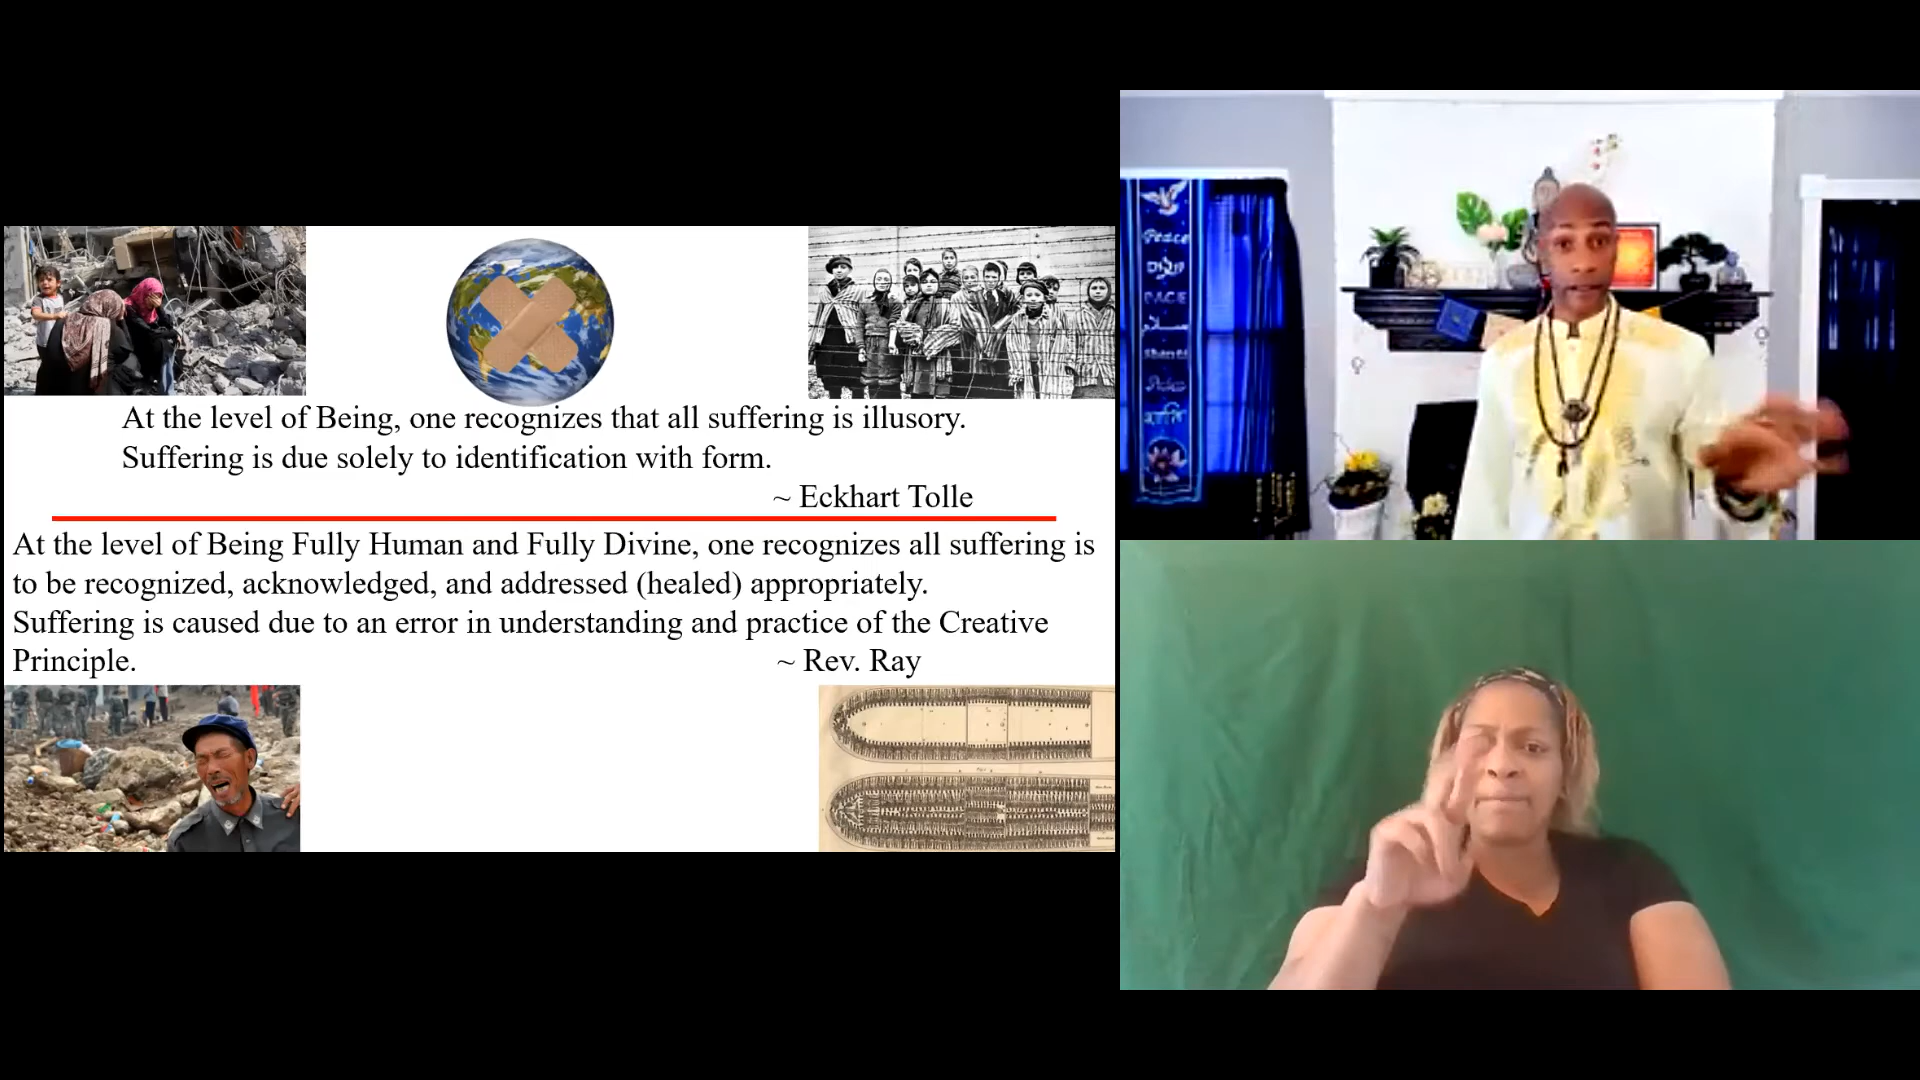 At the level of Being, one recognizes that all suffering is illusory.
Suffering is due solely to identification with form.
~ Eckhart Tolle
At the level of Being Fully Human and Fully Divine, one recognizes all suffering is
to be recognized, acknowledged, and addressed (healed) appropriately.
Suffering is caused due to an error in understanding and practice of the Creative
Principle.
~ Rev. Ray
Peace
PACE
Shanti